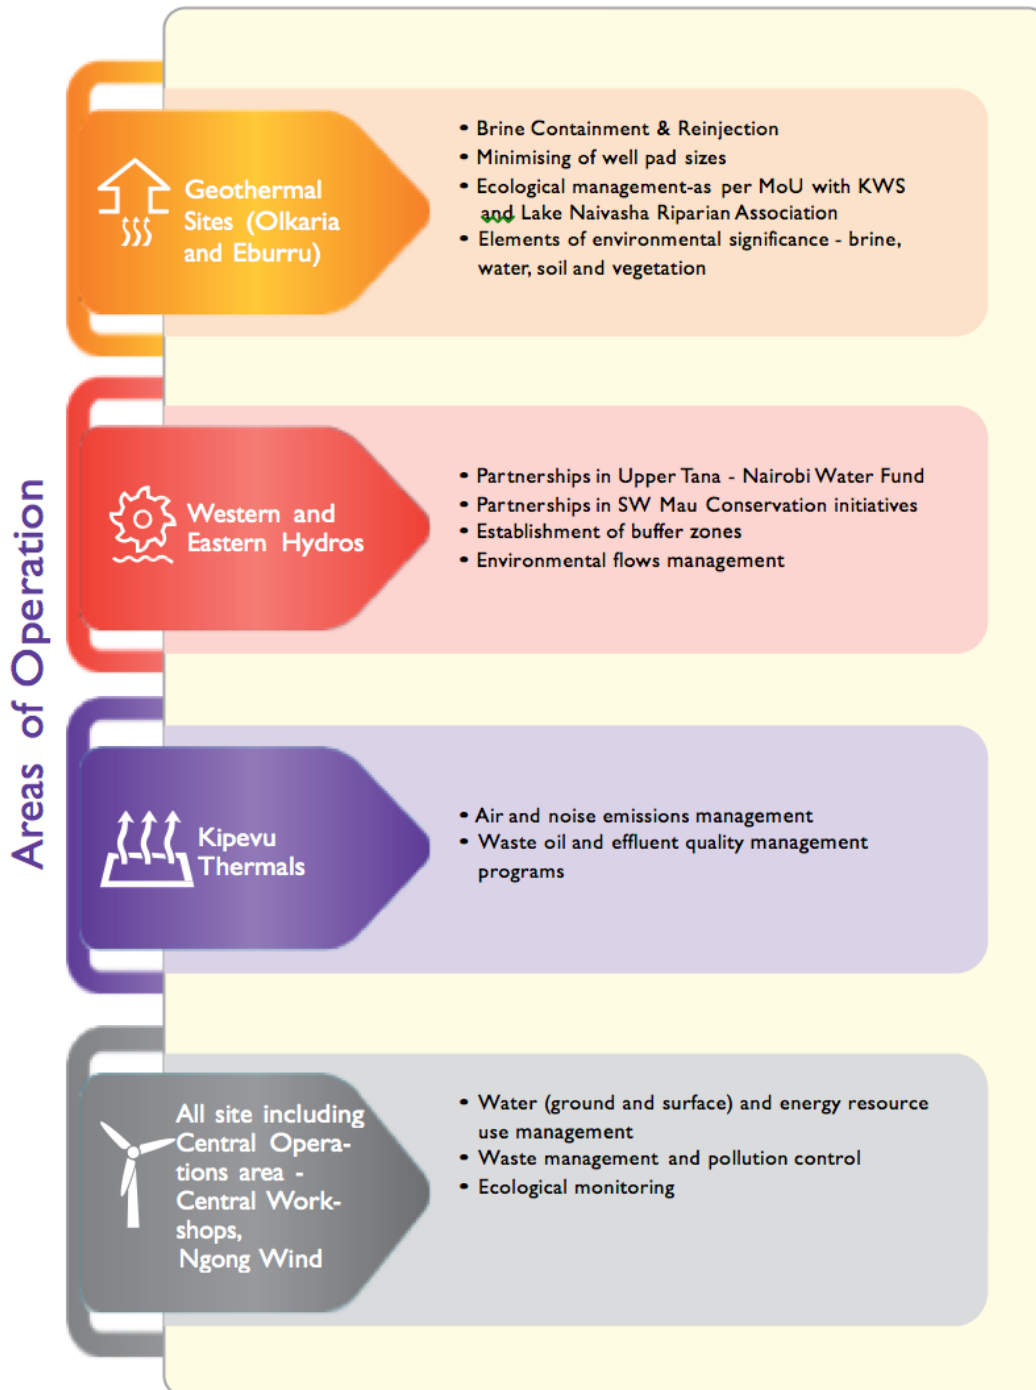 Areas of Operation
Geothermal
Sites (Olkaria
and Eburru)
• Brine Containment & Reinjection
• Minimising of well pad sizes
• Ecological management-as per MoU with KWS
and Lake Naivasha Riparian Association
• Elements of environmental significance - brine,
water, soil and vegetation
Western and
Eastern Hydros
• Partnerships in Upper Tana - Nairobi Water Fund
• Partnerships in SW Mau Conservation initiatives
• Establishment of buffer zones
• Environmental flows management
Kipevu
Thermals
• Air and noise emissions management
• Waste oil and effluent quality management
programs
All site including
Central Opera-
tions area -
Central Work-
shops,
Ngong Wind
• Water (ground and surface) and energy resource
use management
• Waste management and pollution control
• Ecological monitoring